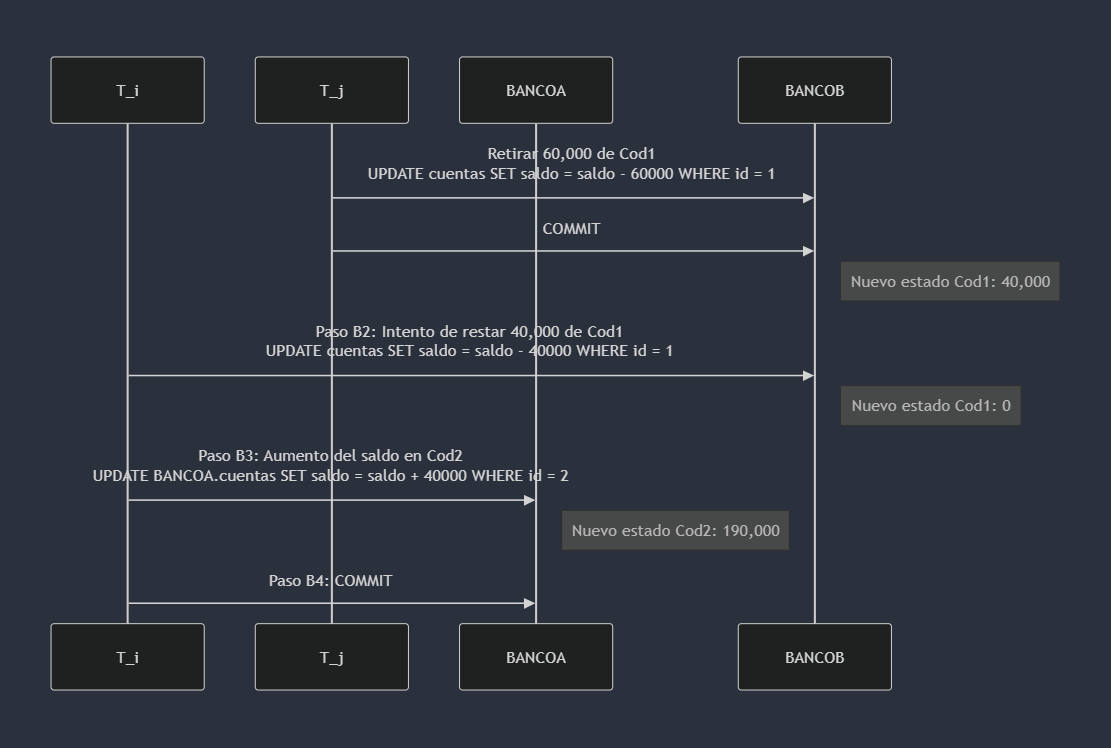 T_i
T_j
BANCOA
BANCOB
Retirar 60,000 de Cod1
UPDATE cuentas SET saldo = saldo - 60000 WHERE id = 1
COMMIT
Nuevo estado Cod1: 40,000
Paso B2: Intento de restar 40,000 de Cod1
UPDATE cuentas SET saldo = saldo - 40000 WHERE id = 1
Nuevo estado Cod1: 0
Paso B3: Aumento del saldo en Cod2
UPDATE BANCOA.cuentas SET saldo = saldo + 40000 WHERE id = 2
Nuevo estado Cod2: 190,000
Paso B4: COMMIT
T_i
T_j
BANCOA
BANCOB